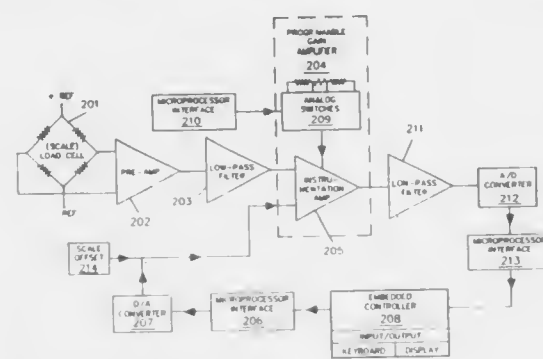 PROGRAMMABLE
GAIN
AMPLIFIER
204
+ REF
201
(SCALE)
LOAD CELL
REF
MICROPROCESSOR
INTERFACE
210
ANALOG
SWITCHES
209
PRE-AMP
202
LOW-PASS
FILTER
203
INSTRU-
MENTATION
AMP
205
211
LOW-PASS
FILTER
A/D
CONVERTER
212
MICROPROCESSOR
INTERFACE
213
SCALE
OFFSET
214
D/A
CONVERTER
207
MICROPROCESSOR
INTERFACE
206
EMBEDDED
CONTROLLER
208
INPUT/OUTPUT
KEYBOARD DISPLAY